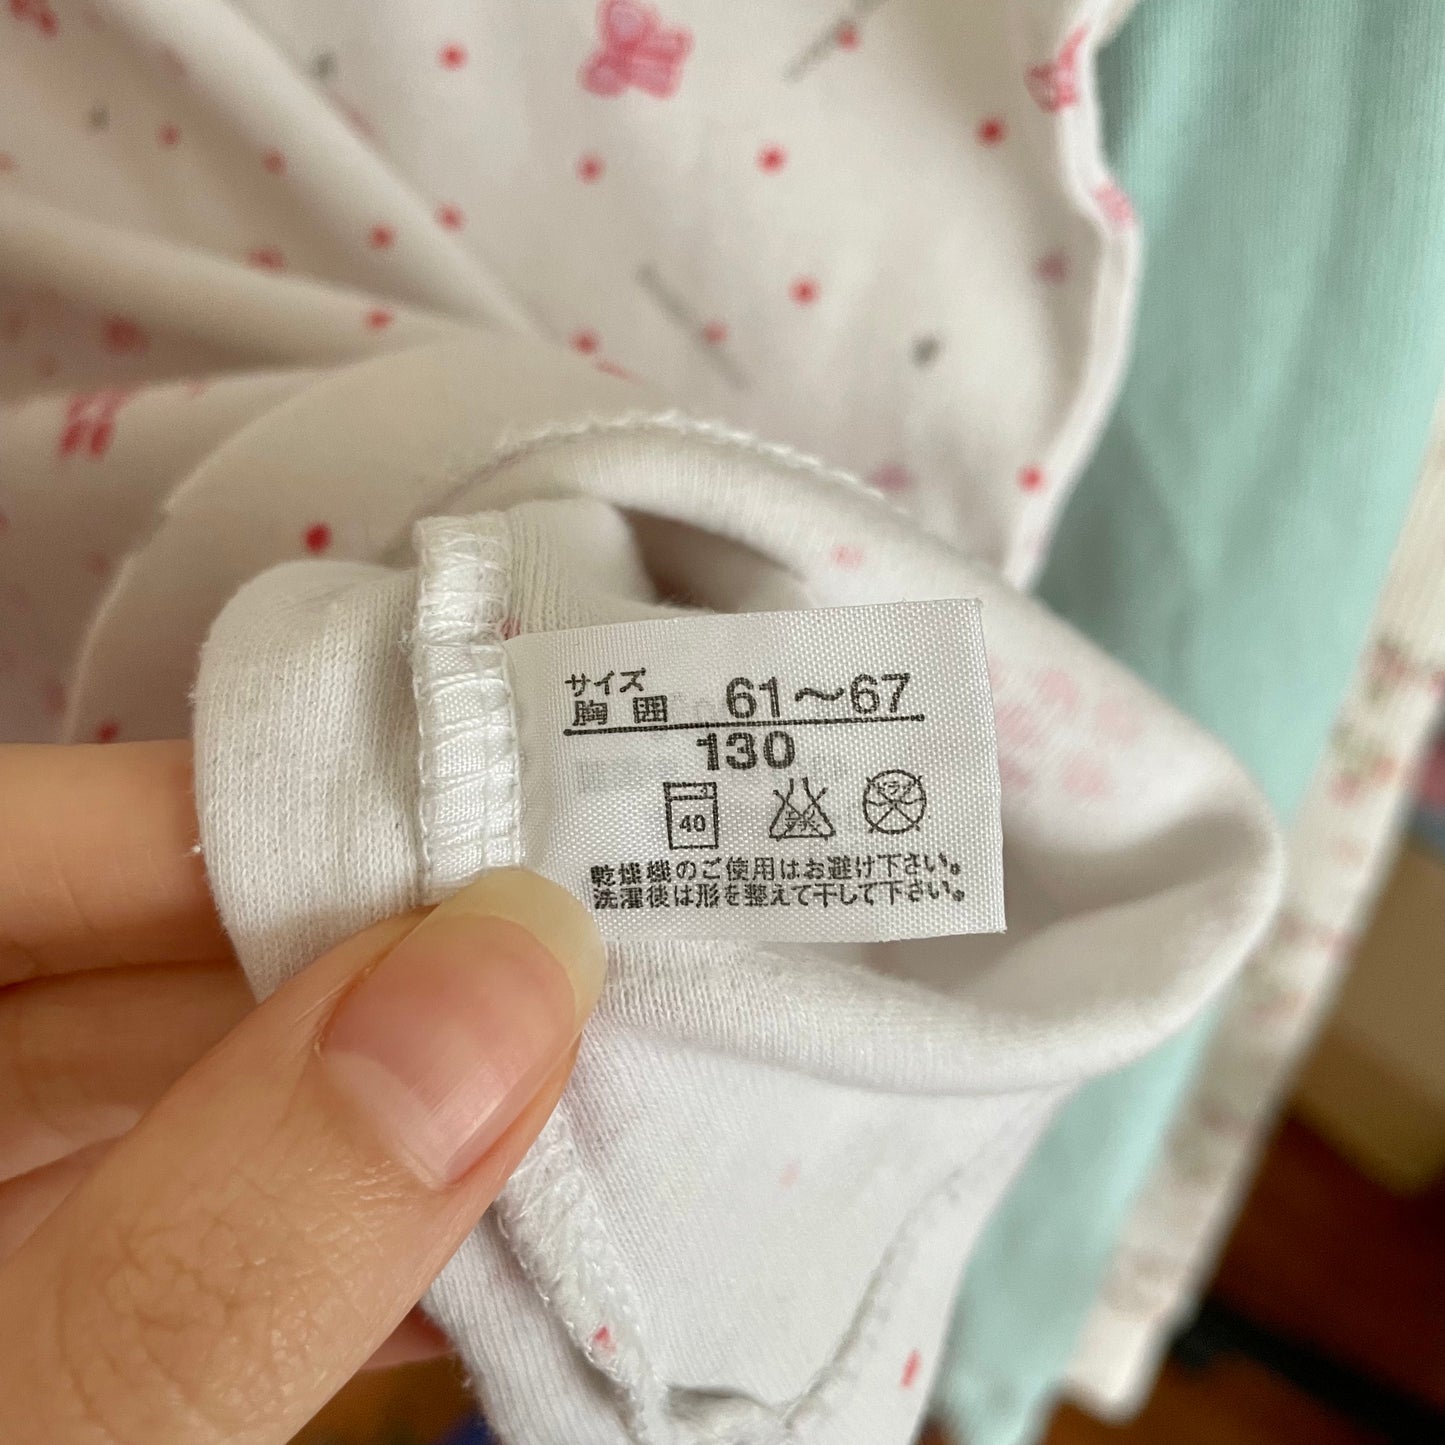 サイズ
胸囲 61～67
130
40
乾燥機のご使用はお避け下さい。
洗濯後は形を整えて干して下さい。